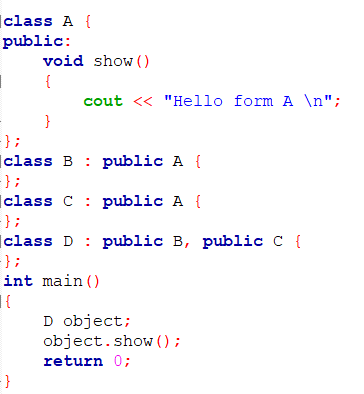 class A {
public:
    void show()
    {
        cout << "Hello form A \n";
    }
};
class B : public A {
};
class C : public A {
};
class D : public B, public C {
};
int main()
{
    D object;
    object.show();
    return 0;
}